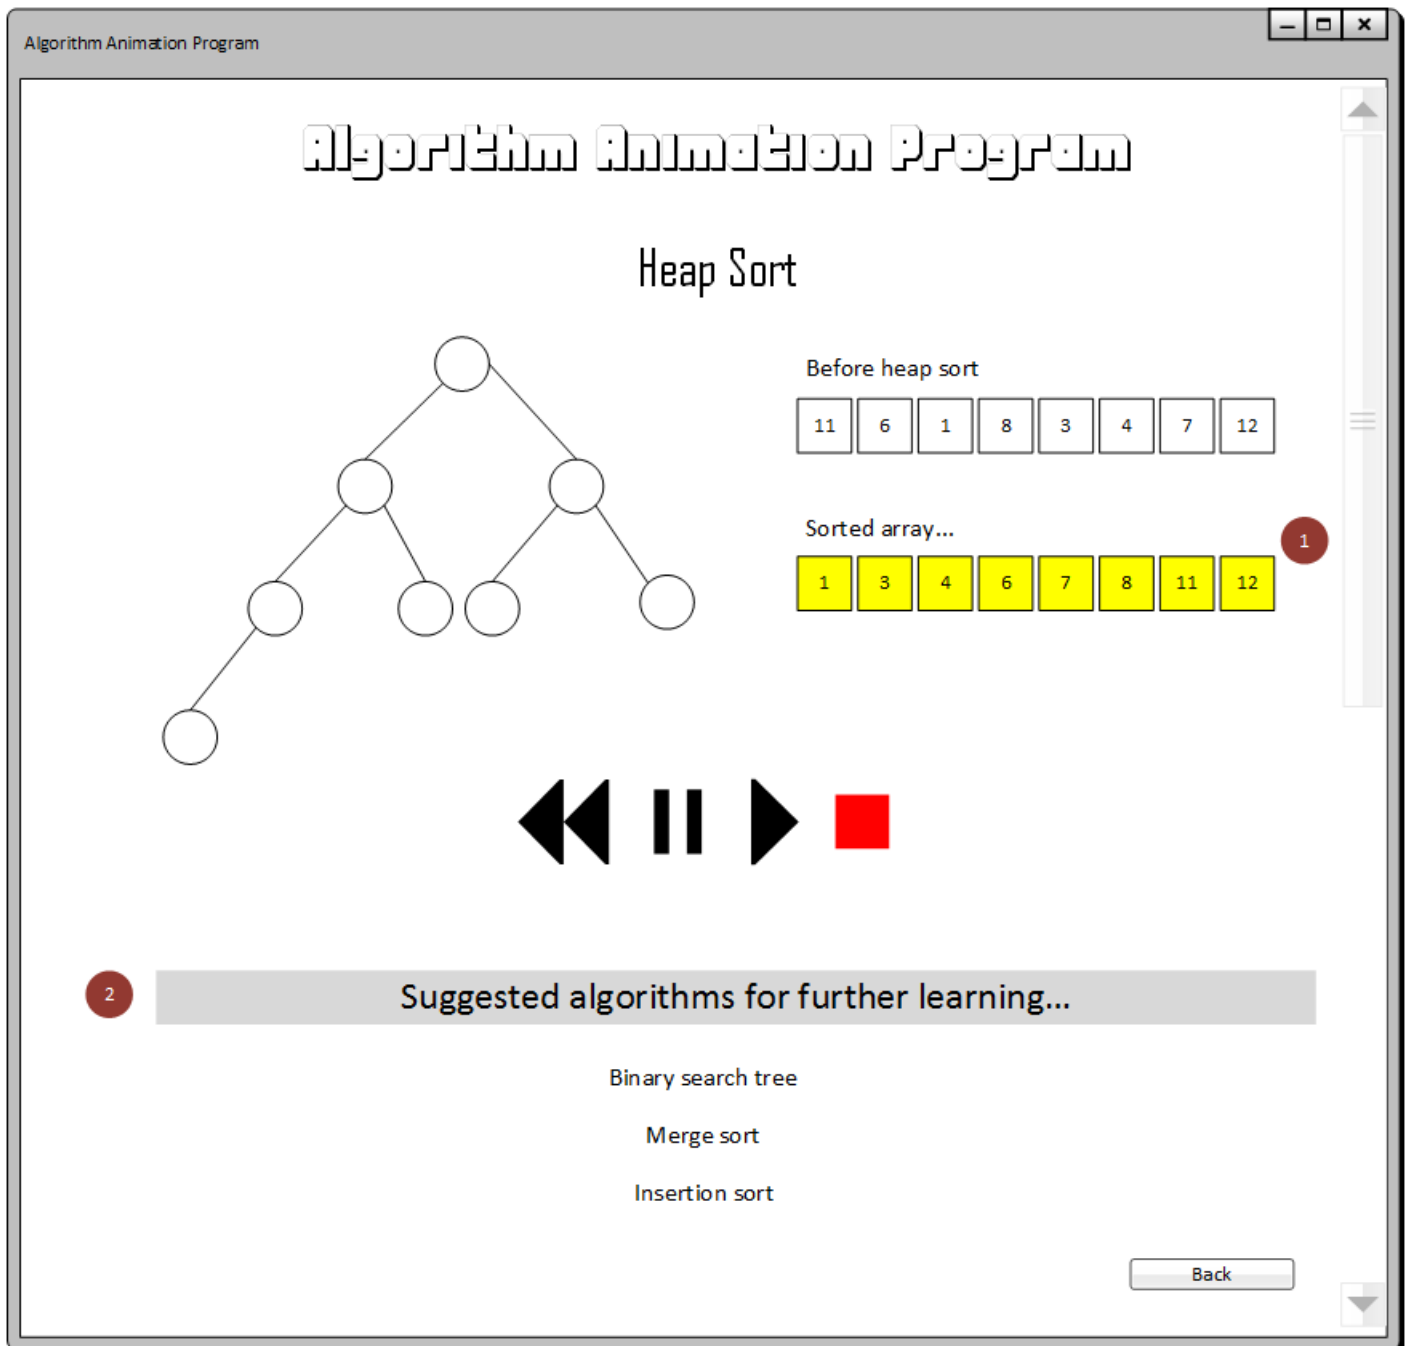 Algorithm Animation Program
Algorithm Animation Program
Heap Sort
Before heap sort
11 6 1 8 3 4 7 12
Sorted array...
1
1 3 4 6 7 8 11 12
2
Suggested algorithms for further learning...
Binary search tree
Merge sort
Insertion sort
Back